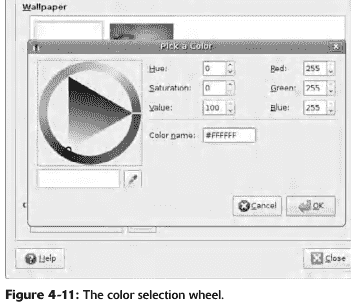 Wallpaper
Pick a Color
Hue: 0 Red: 255
Saturation: 0 Green: 255
Value: 100 Blue: 255
Color name: #FFFFFF
Cancel OK
Help Close
Figure 4-11: The color selection wheel.